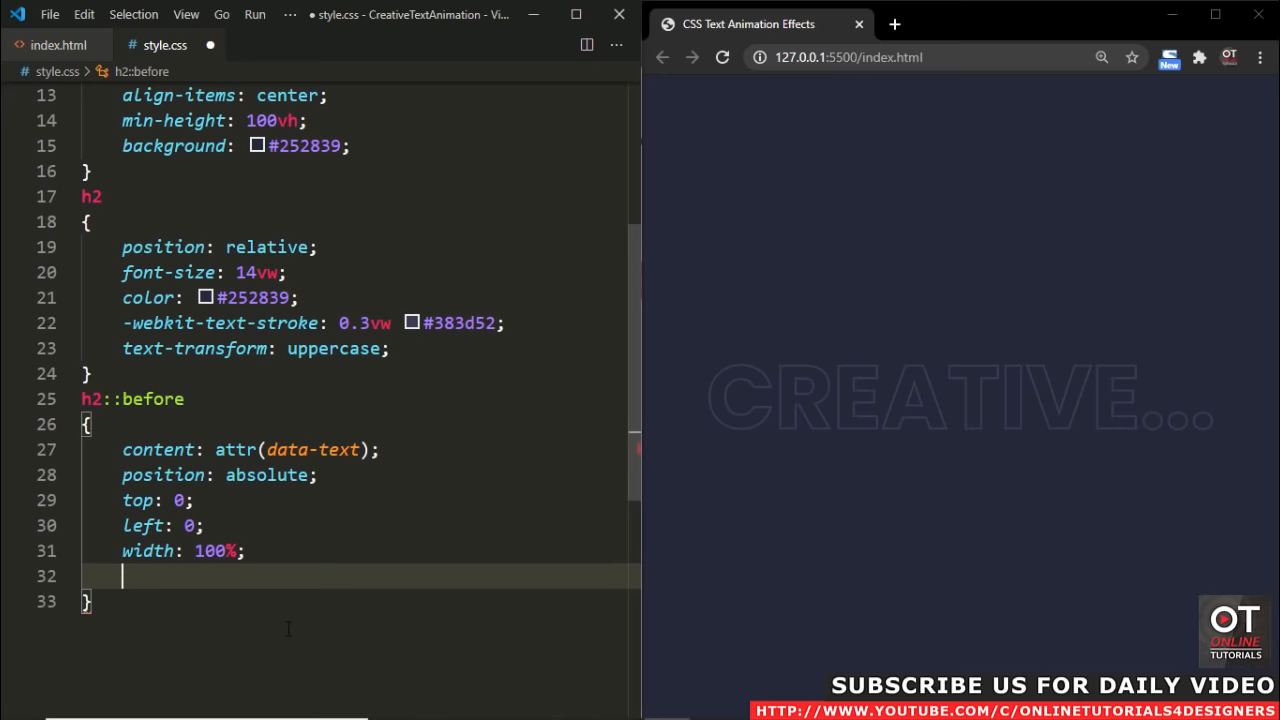 File Edit Selection View Go Run ··· ● style.css - CreativeTextAnimation - Vi...
index.html # style.css ●
# style.css > h2::before
13 align-items: center;
14 min-height: 100vh;
15 background: #252839;
16 }
17 h2
18 {
19 position: relative;
20 font-size: 14vw;
21 color: #252839;
22 -webkit-text-stroke: 0.3vw #383d52;
23 text-transform: uppercase;
24 }
25 h2::before
26 {
27 content: attr(data-text);
28 position: absolute;
29 top: 0;
30 left: 0;
31 width: 100%;
32
33 }
CSS Text Animation Effects
127.0.0.1:5500/index.html
New
CREATIVE...
OT
ONLINE
TUTORIALS
SUBSCRIBE US FOR DAILY VIDEO
HTTP://WWW.YOUTUBE.COM/C/ONLINETUTORIALS4DESIGNERS